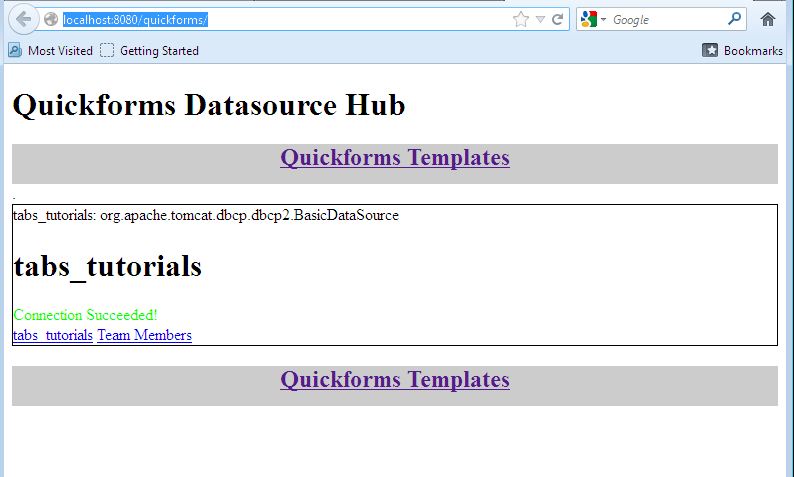 localhost:8080/quickforms/
Google
Most Visited Getting Started Bookmarks
Quickforms Datasource Hub
Quickforms Templates
.
tabs_tutorials: org.apache.tomcat.dbcp.dbcp2.BasicDataSource
tabs_tutorials
Connection Succeeded!
tabs_tutorials Team Members
Quickforms Templates